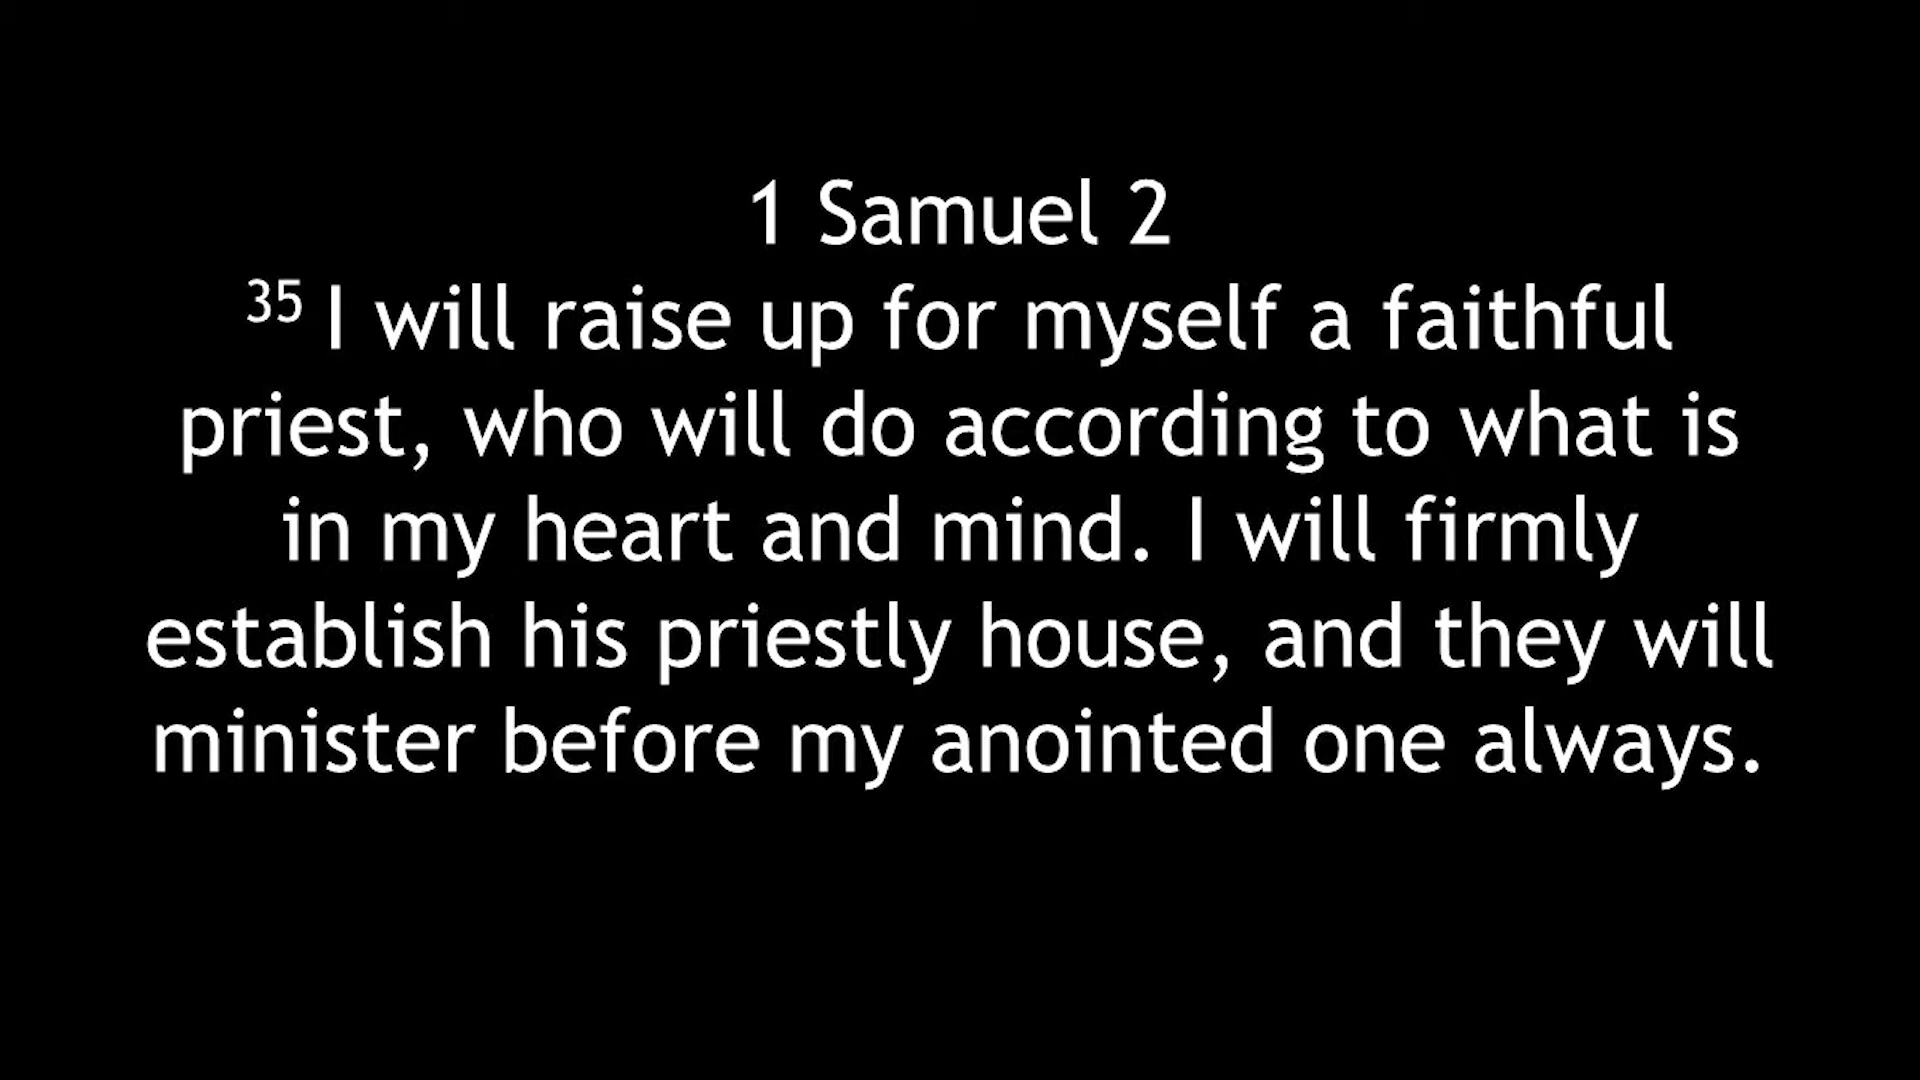 1 Samuel 2
35 I will raise up for myself a faithful
priest, who will do according to what is
in my heart and mind. I will firmly
establish his priestly house, and they will
minister before my anointed one always.